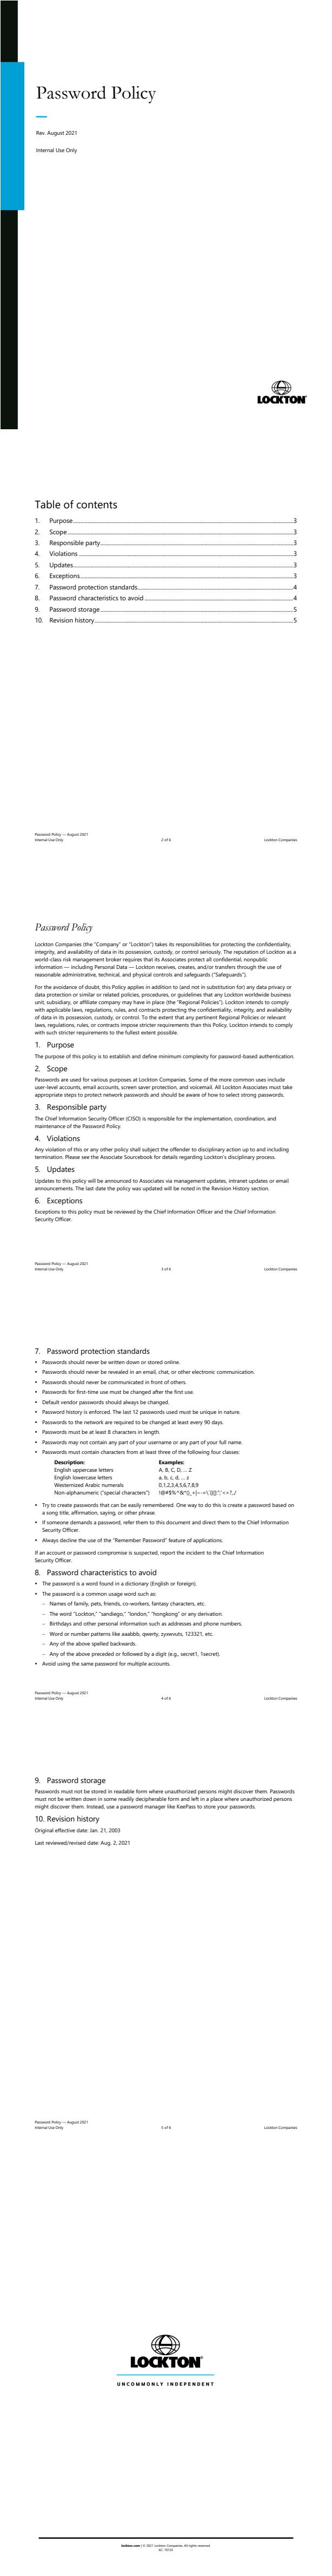 Password Policy
Rev. August 2021
Internal Use Only
LOCKTON®
Table of contents
1. Purpose 3
2. Scope 3
3. Responsible party 3
4. Violations 3
5. Updates 3
6. Exceptions 3
7. Password protection standards 4
8. Password characteristics to avoid 4
9. Password storage 5
10. Revision history 5
Password Policy — August 2021
Internal Use Only 2 of 6 Lockton Companies
Password Policy
Lockton Companies (the "Company" or "Lockton") takes its responsibilities for protecting the confidentiality,
integrity, and availability of data in its possession, custody, or control seriously. The reputation of Lockton as a
world-class risk management broker requires that its Associates protect all confidential, nonpublic
information — including Personal Data — Lockton receives, creates, and/or transfers through the use of
reasonable administrative, technical, and physical controls and safeguards ("Safeguards").
For the avoidance of doubt, this Policy applies in addition to (and not in substitution for) any data privacy or
data protection or similar or related policies, procedures, or guidelines that any Lockton worldwide business
unit, subsidiary, or affiliate company may have in place (the "Regional Policies"). Lockton intends to comply
with applicable laws, regulations, rules, and contracts protecting the confidentiality, integrity, and availability
of data in its possession, custody, or control. To the extent that any pertinent Regional Policies or relevant
laws, regulations, rules, or contracts impose stricter requirements than this Policy, Lockton intends to comply
with such stricter requirements to the fullest extent possible.
1. Purpose
The purpose of this policy is to establish and define minimum complexity for password-based authentication.
2. Scope
Passwords are used for various purposes at Lockton Companies. Some of the more common uses include
user-level accounts, email accounts, screen saver protection, and voicemail. All Lockton Associates must take
appropriate steps to protect network passwords and should be aware of how to select strong passwords.
3. Responsible party
The Chief Information Security Officer (CISO) is responsible for the implementation, coordination, and
maintenance of the Password Policy.
4. Violations
Any violation of this or any other policy shall subject the offender to disciplinary action up to and including
termination. Please see the Associate Sourcebook for details regarding Lockton's disciplinary process.
5. Updates
Updates to this policy will be announced to Associates via management updates, intranet updates or email
announcements. The last date the policy was updated will be noted in the Revision History section.
6. Exceptions
Exceptions to this policy must be reviewed by the Chief Information Officer and the Chief Information
Security Officer.
Password Policy — August 2021
Internal Use Only 3 of 6 Lockton Companies
7. Password protection standards
• Passwords should never be written down or stored online.
• Passwords should never be revealed in an email, chat, or other electronic communication.
• Passwords should never be communicated in front of others.
• Passwords for first-time use must be changed after the first use.
• Default vendor passwords should always be changed.
• Password history is enforced. The last 12 passwords used must be unique in nature.
• Passwords to the network are required to be changed at least every 90 days.
• Passwords must be at least 8 characters in length.
• Passwords may not contain any part of your username or any part of your full name.
• Passwords must contain characters from at least three of the following four classes:
Description: Examples:
English uppercase letters A, B, C, D, ... Z
English lowercase letters a, b, c, d, ... z
Westernized Arabic numerals 0,1,2,3,4,5,6,7,8,9
Non-alphanumeric ("special characters")
• Try to create passwords that can be easily remembered. One way to do this is create a password based on
a song title, affirmation, saying, or other phrase.
• If someone demands a password, refer them to this document and direct them to the Chief Information
Security Officer.
• Always decline the use of the "Remember Password" feature of applications.
If an account or password compromise is suspected, report the incident to the Chief Information
Security Officer.
8. Password characteristics to avoid
• The password is a word found in a dictionary (English or foreign).
• The password is a common usage word such as:
– Names of family, pets, friends, co-workers, fantasy characters, etc.
– The word "Lockton," "sandiego," "london," "hongkong" or any derivation.
– Birthdays and other personal information such as addresses and phone numbers.
– Word or number patterns like aaabbb, qwerty, zyxwvuts, 123321, etc.
– Any of the above spelled backwards.
– Any of the above preceded or followed by a digit (e.g., secret1, 1secret).
• Avoid using the same password for multiple accounts.
Password Policy — August 2021
Internal Use Only 4 of 6 Lockton Companies
9. Password storage
Passwords must not be stored in readable form where unauthorized persons might discover them. Passwords
must not be written down in some readily decipherable form and left in a place where unauthorized persons
might discover them. Instead, use a password manager like KeePass to store your passwords.
10. Revision history
Original effective date: Jan. 21, 2003
Last reviewed/revised date: Aug. 2, 2021
Password Policy — August 2021
Internal Use Only 5 of 6 Lockton Companies
LOCKTON®
UNCOMMONLY INDEPENDENT
lockton.com | © 2021 Lockton Companies. All rights reserved.